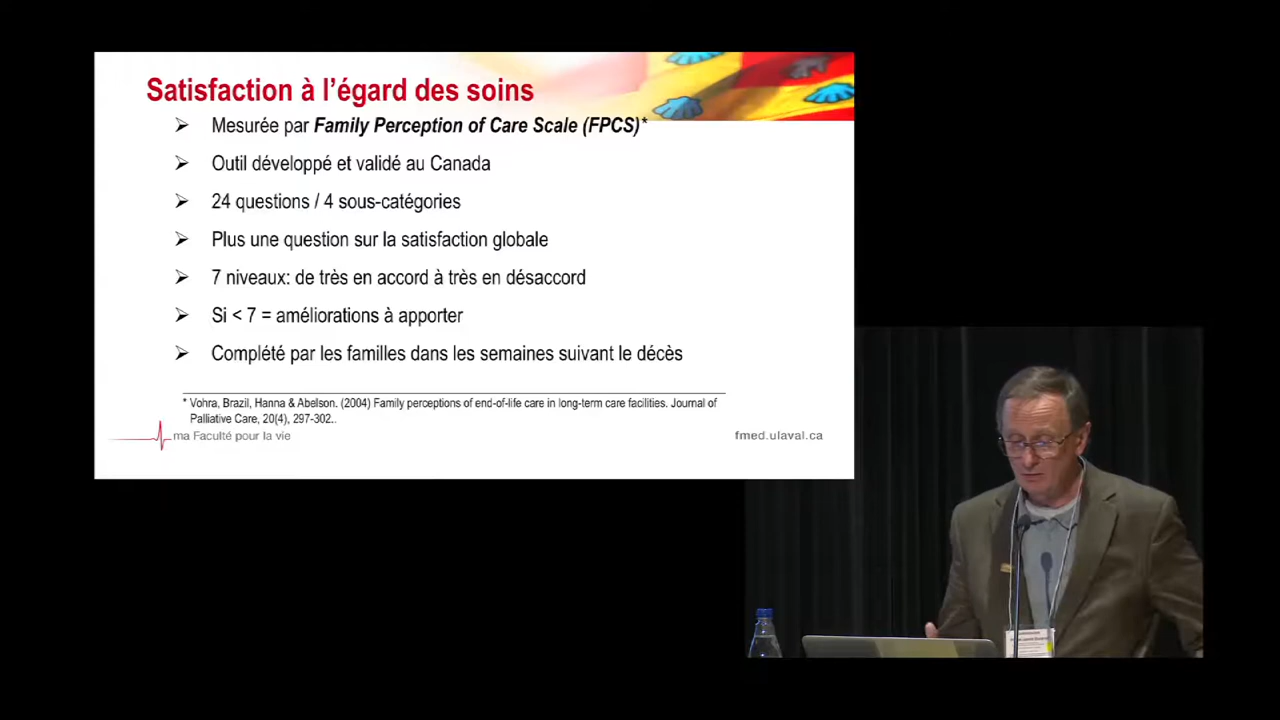 Satisfaction à l'égard des soins
➢ Mesurée par Family Perception of Care Scale (FPCS)*
➢ Outil développé et validé au Canada
➢ 24 questions / 4 sous-catégories
➢ Plus une question sur la satisfaction globale
➢ 7 niveaux: de très en accord à très en désaccord
➢ Si < 7 = améliorations à apporter
➢ Complété par les familles dans les semaines suivant le décès
* Vohra, Brazil, Hanna & Abelson. (2004) Family perceptions of end-of-life care in long-term care facilities. Journal of
Palliative Care, 20(4), 297-302..
ma Faculté pour la vie
fmed.ulaval.ca